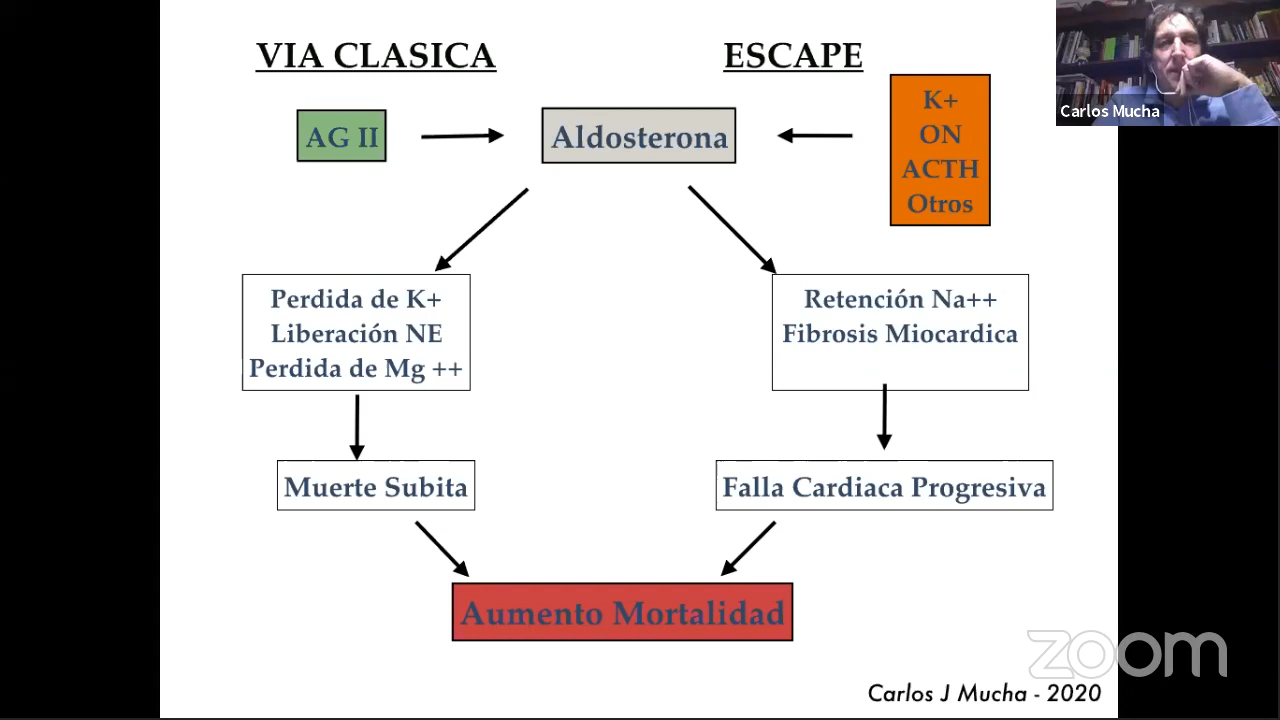 VIA CLASICA
ESCAPE
AG II
Aldosterona
K+
ON
ACTH
Otros
Carlos Mucha
Perdida de K+
Liberación NE
Perdida de Mg ++
Retención Na++
Fibrosis Miocardica
Muerte Subita
Falla Cardiaca Progresiva
Aumento Mortalidad
zoom
Carlos J Mucha - 2020